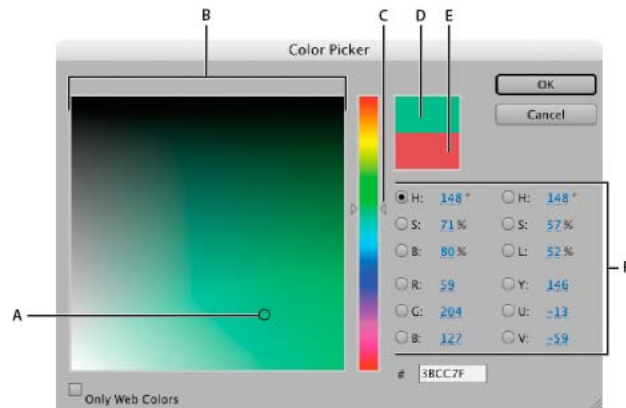 B
C
D
E
Color Picker
OK
Cancel
H: 148 °
H: 148 °
S: 71 %
S: 57 %
B: 80 %
L: 52 %
R: 59
Y: 146
G: 204
U: -13
B: 127
V: -59
F
A
# 3BCC7F
Only Web Colors